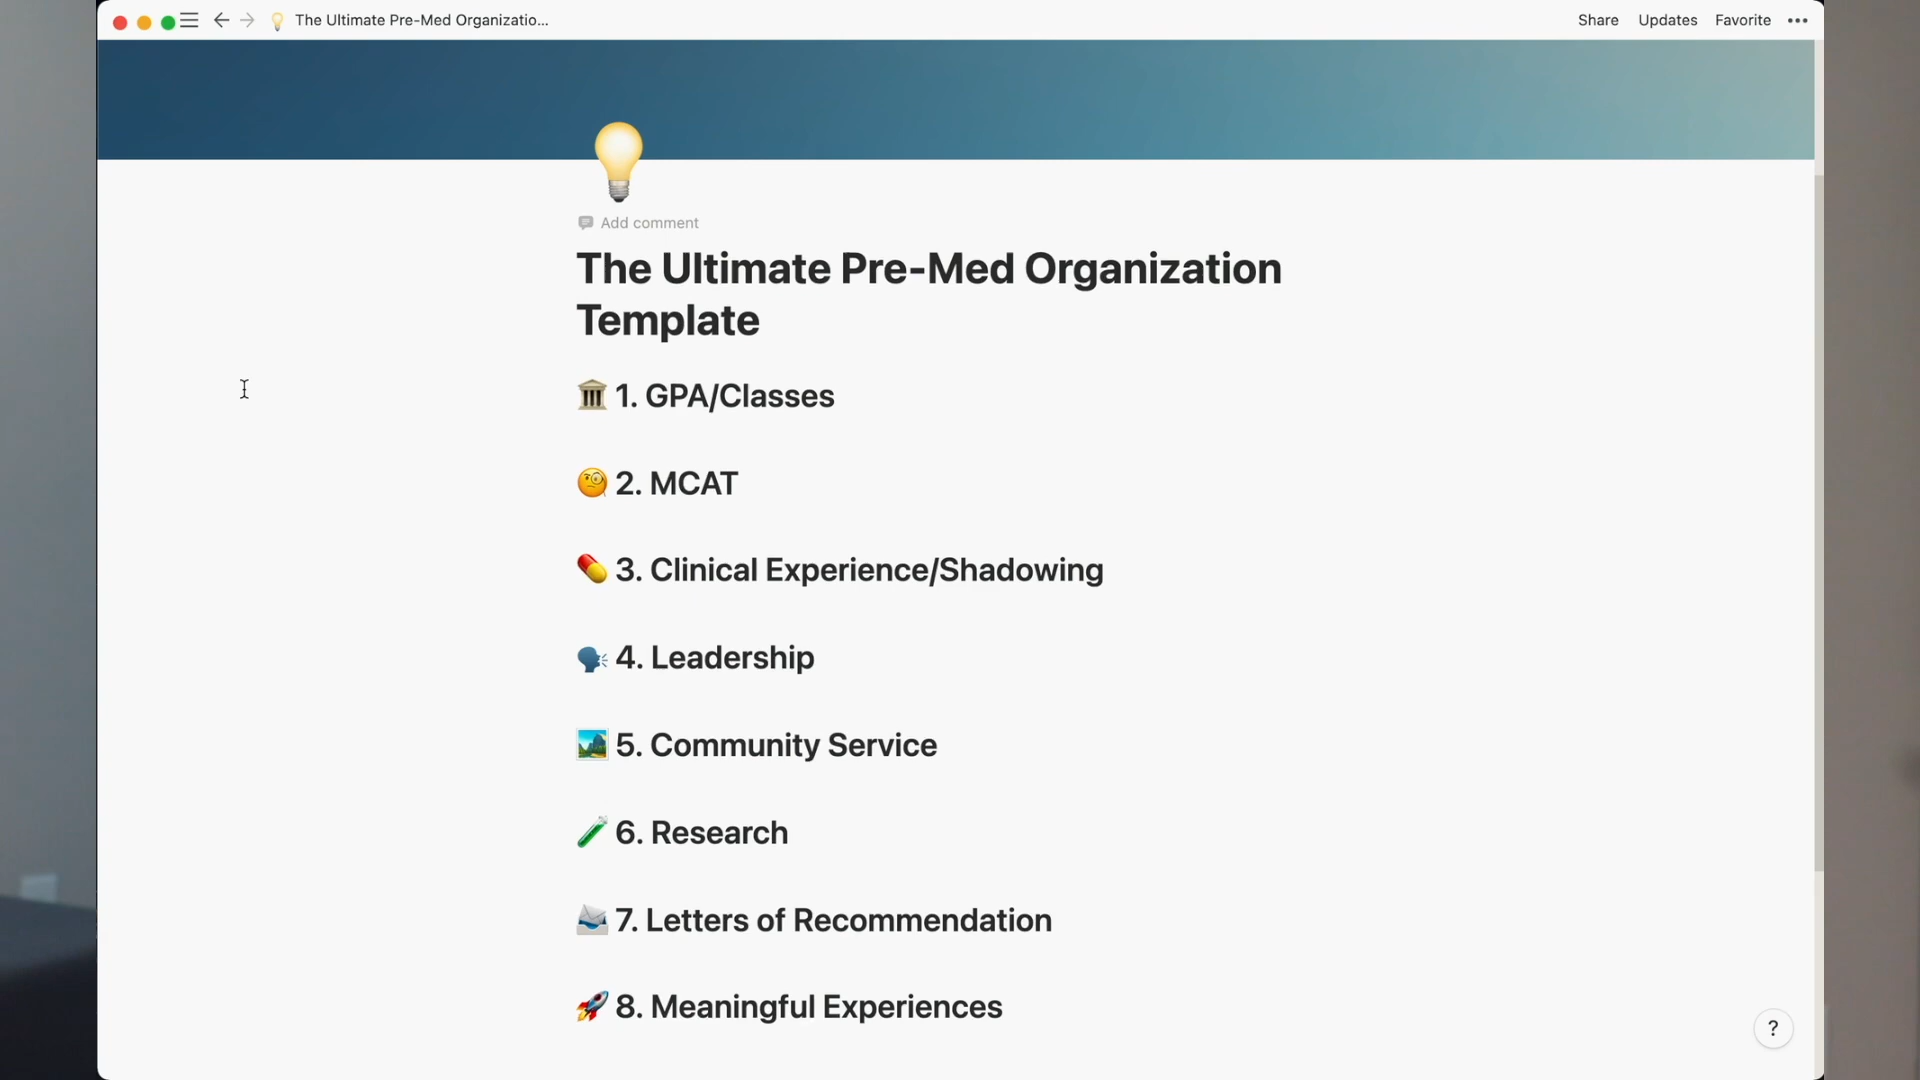 The Ultimate Pre-Med Organizatio...
Share Updates Favorite
Add comment
The Ultimate Pre-Med Organization
Template
1. GPA/Classes
2. MCAT
3. Clinical Experience/Shadowing
4. Leadership
5. Community Service
6. Research
7. Letters of Recommendation
8. Meaningful Experiences
?